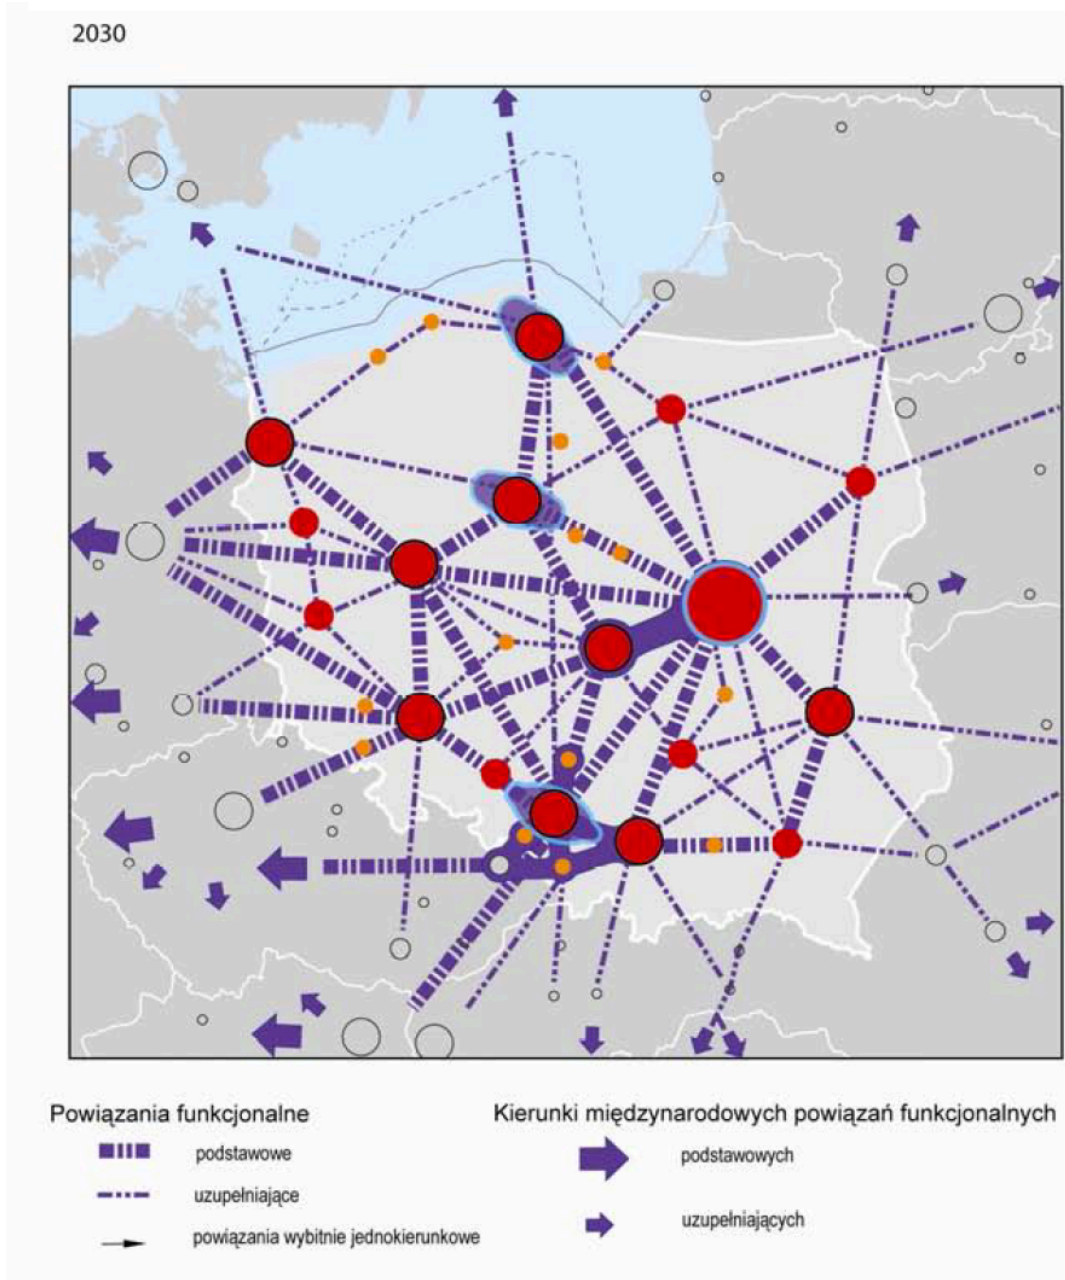 2030
Powiązania funkcjonalne
podstawowe
uzupełniające
powiązania wybitnie jednokierunkowe
Kierunki międzynarodowych powiązań funkcjonalnych
podstawowych
uzupełniających